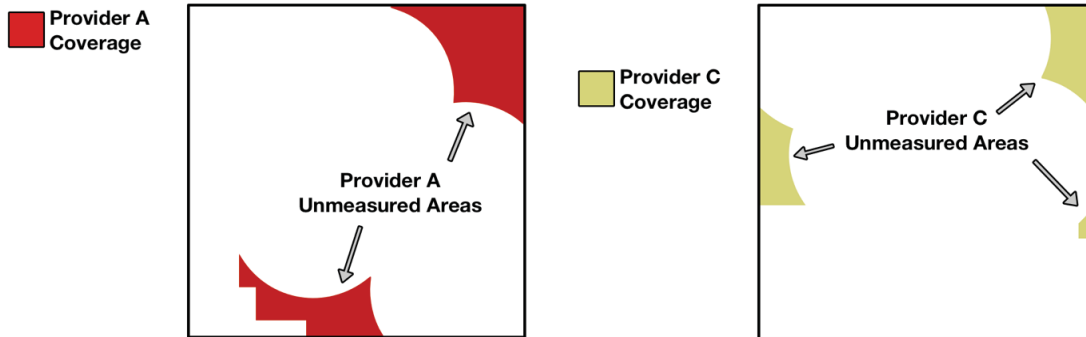 Provider A
Coverage
Provider A
Unmeasured Areas
Provider C
Coverage
Provider C
Unmeasured Areas